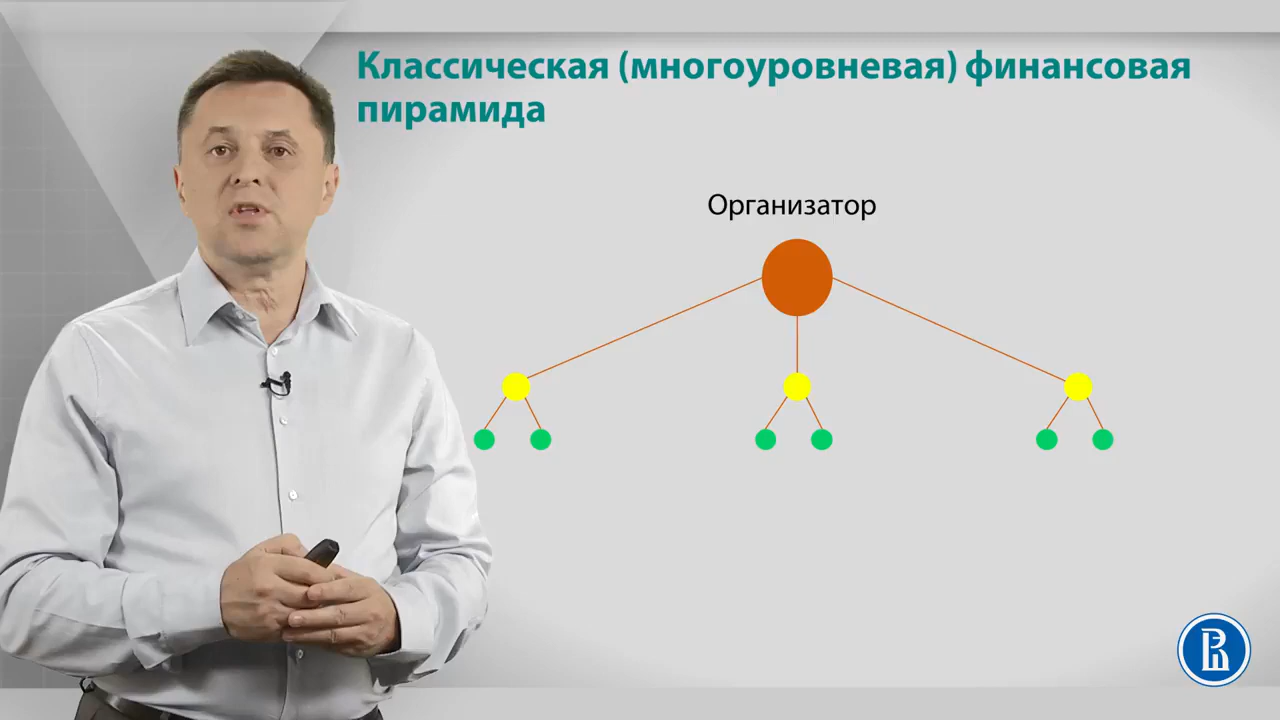 Классическая (многоуровневая) финансовая
пирамида
Организатор